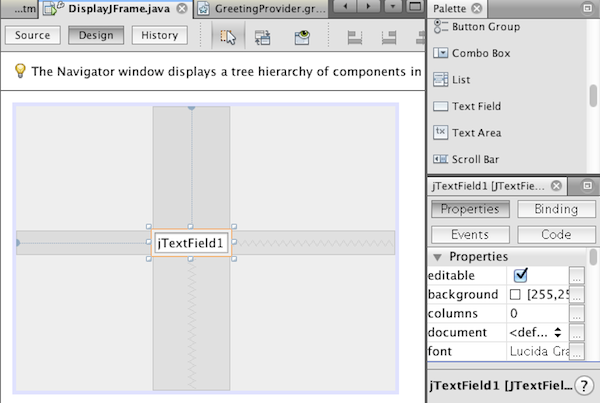 ...tm
DisplayJFrame.java
GreetingProvider.gr...
Source
Design
History
The Navigator window displays a tree hierarchy of components in
jTextField1
Palette
Button Group
Combo Box
List
Text Field
Text Area
Scroll Bar
jTextField1 [JTextFie...
Properties
Binding
Events
Code
Properties
editable
...
background
[255,25
...
columns
0
...
document
<def...
...
font
Lucida Gra
...
jTextField1 [JTextFiel...
?